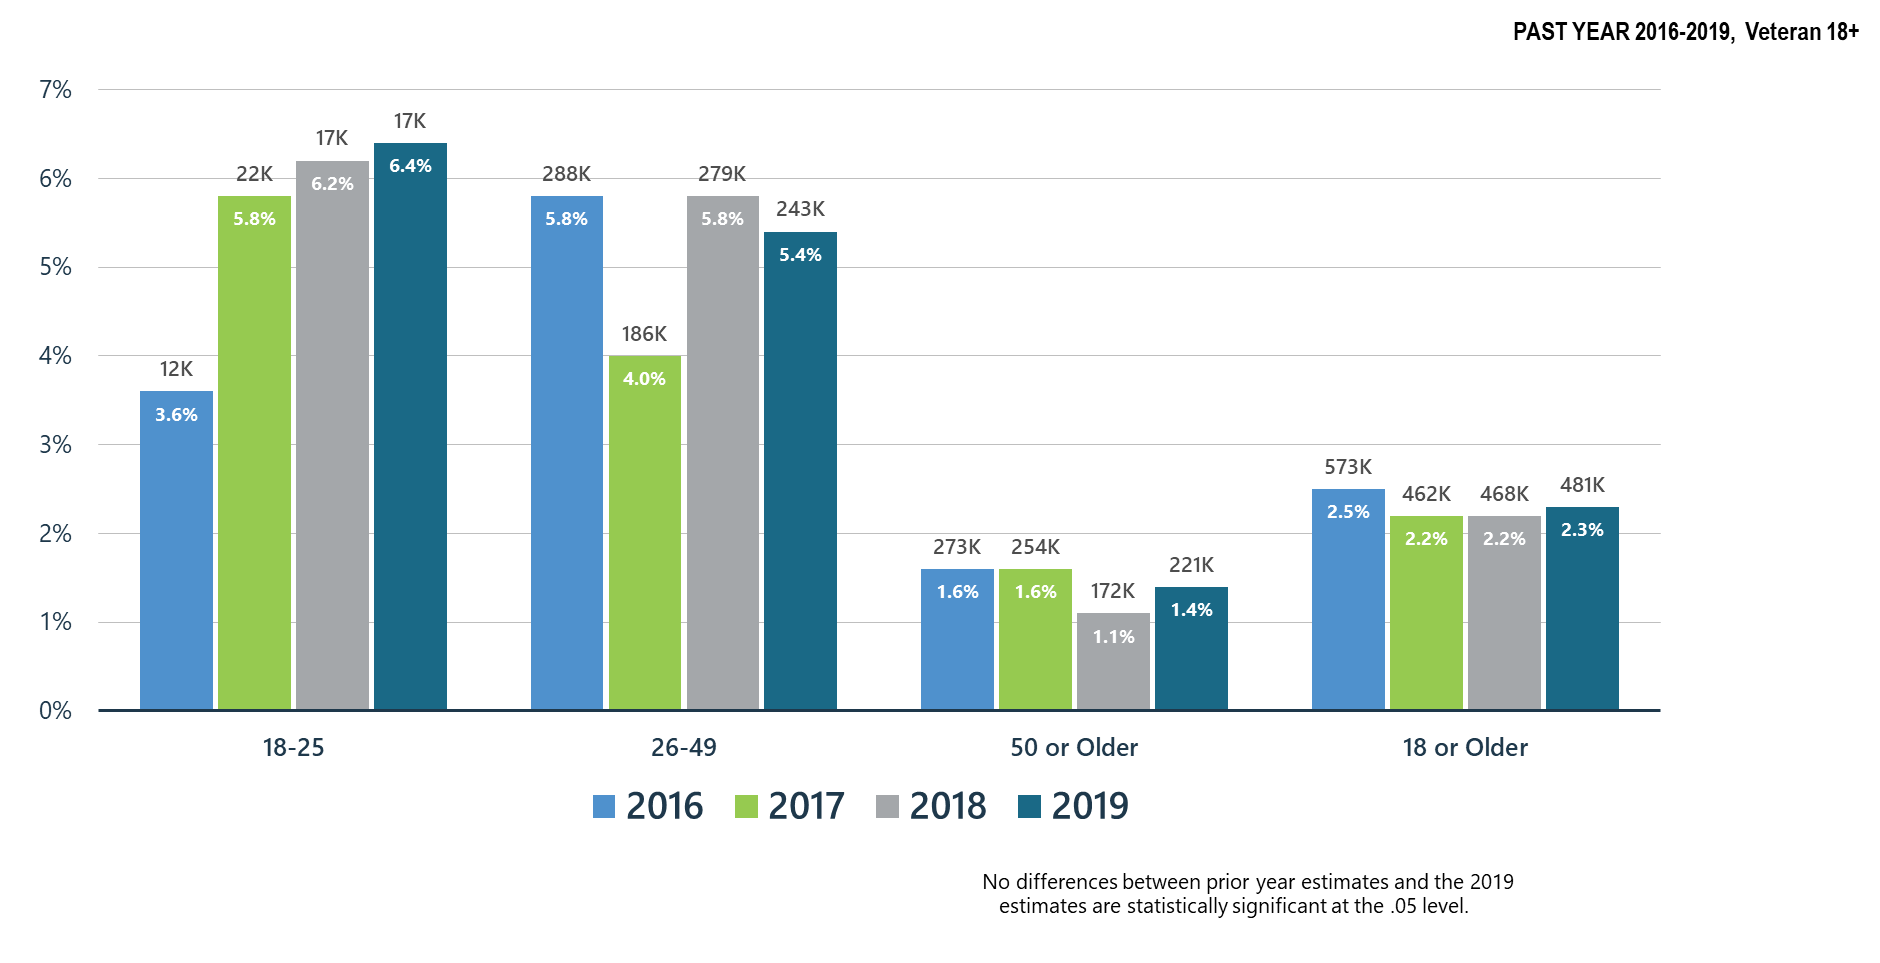 PAST YEAR 2016-2019, Veteran 18+
7%
6%
5%
4%
3%
2%
1%
0%
12K
3.6%
22K
5.8%
17K
6.2%
17K
6.4%
288K
5.8%
186K
4.0%
279K
5.8%
243K
5.4%
273K
1.6%
254K
1.6%
172K
1.1%
221K
1.4%
573K
2.5%
462K
2.2%
468K
2.2%
481K
2.3%
18-25
26-49
50 or Older
18 or Older
2016 2017 2018 2019
No differences between prior year estimates and the 2019
estimates are statistically significant at the .05 level.